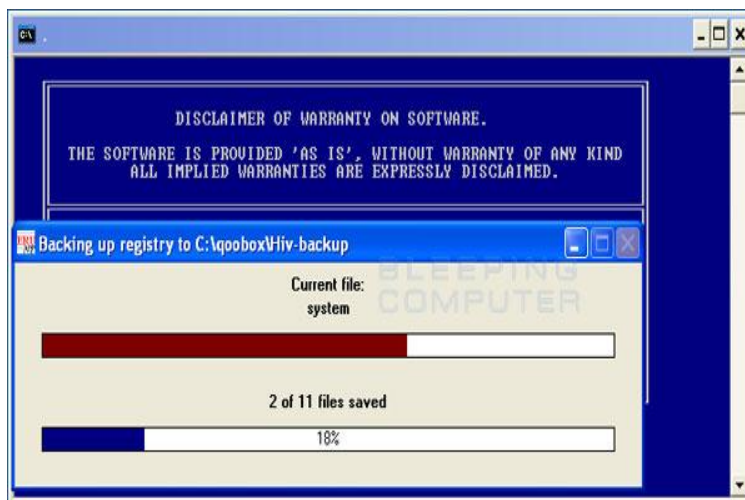 .
DISCLAIMER OF WARRANTY ON SOFTWARE.
THE SOFTWARE IS PROVIDED 'AS IS', WITHOUT WARRANTY OF ANY KIND
ALL IMPLIED WARRANTIES ARE EXPRESSLY DISCLAIMED.
Backing up registry to C:\qoobox\Hiv-backup
BLEEPING
COMPUTER
Current file:
system
2 of 11 files saved
18%